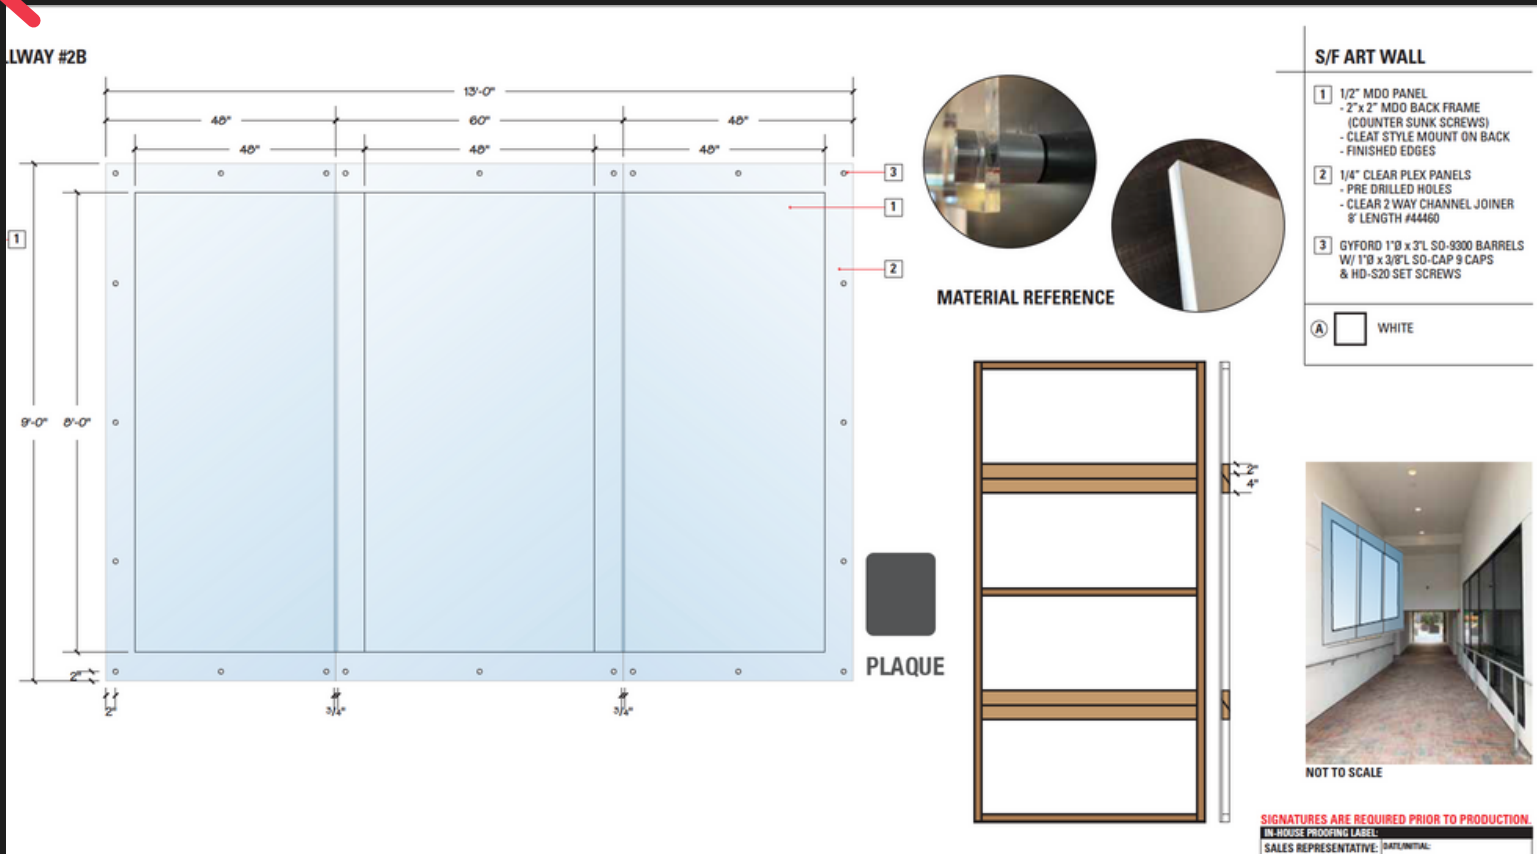 LLWAY #2B
13'-0"
48"
60"
48"
48"
48"
48"
3
1
2
1
9'-0"
8'-0"
2"
2"
3/4"
3/4"
PLAQUE
MATERIAL REFERENCE
2"
4"
S/F ART WALL
1 1/2" MDO PANEL
- 2"x 2" MDO BACK FRAME
(COUNTER SUNK SCREWS)
- CLEAT STYLE MOUNT ON BACK
- FINISHED EDGES
2 1/4" CLEAR PLEX PANELS
- PRE DRILLED HOLES
- CLEAR 2 WAY CHANNEL JOINER
8' LENGTH #44460
3 GYFORD 1"Ø x 3"L SO-9300 BARRELS
W/ 1"Ø x 3/8"L SO-CAP 9 CAPS
& HD-S20 SET SCREWS
A WHITE
NOT TO SCALE
SIGNATURES ARE REQUIRED PRIOR TO PRODUCTION.
IN-HOUSE PROOFING LABEL:
SALES REPRESENTATIVE: DATE/INITIAL: